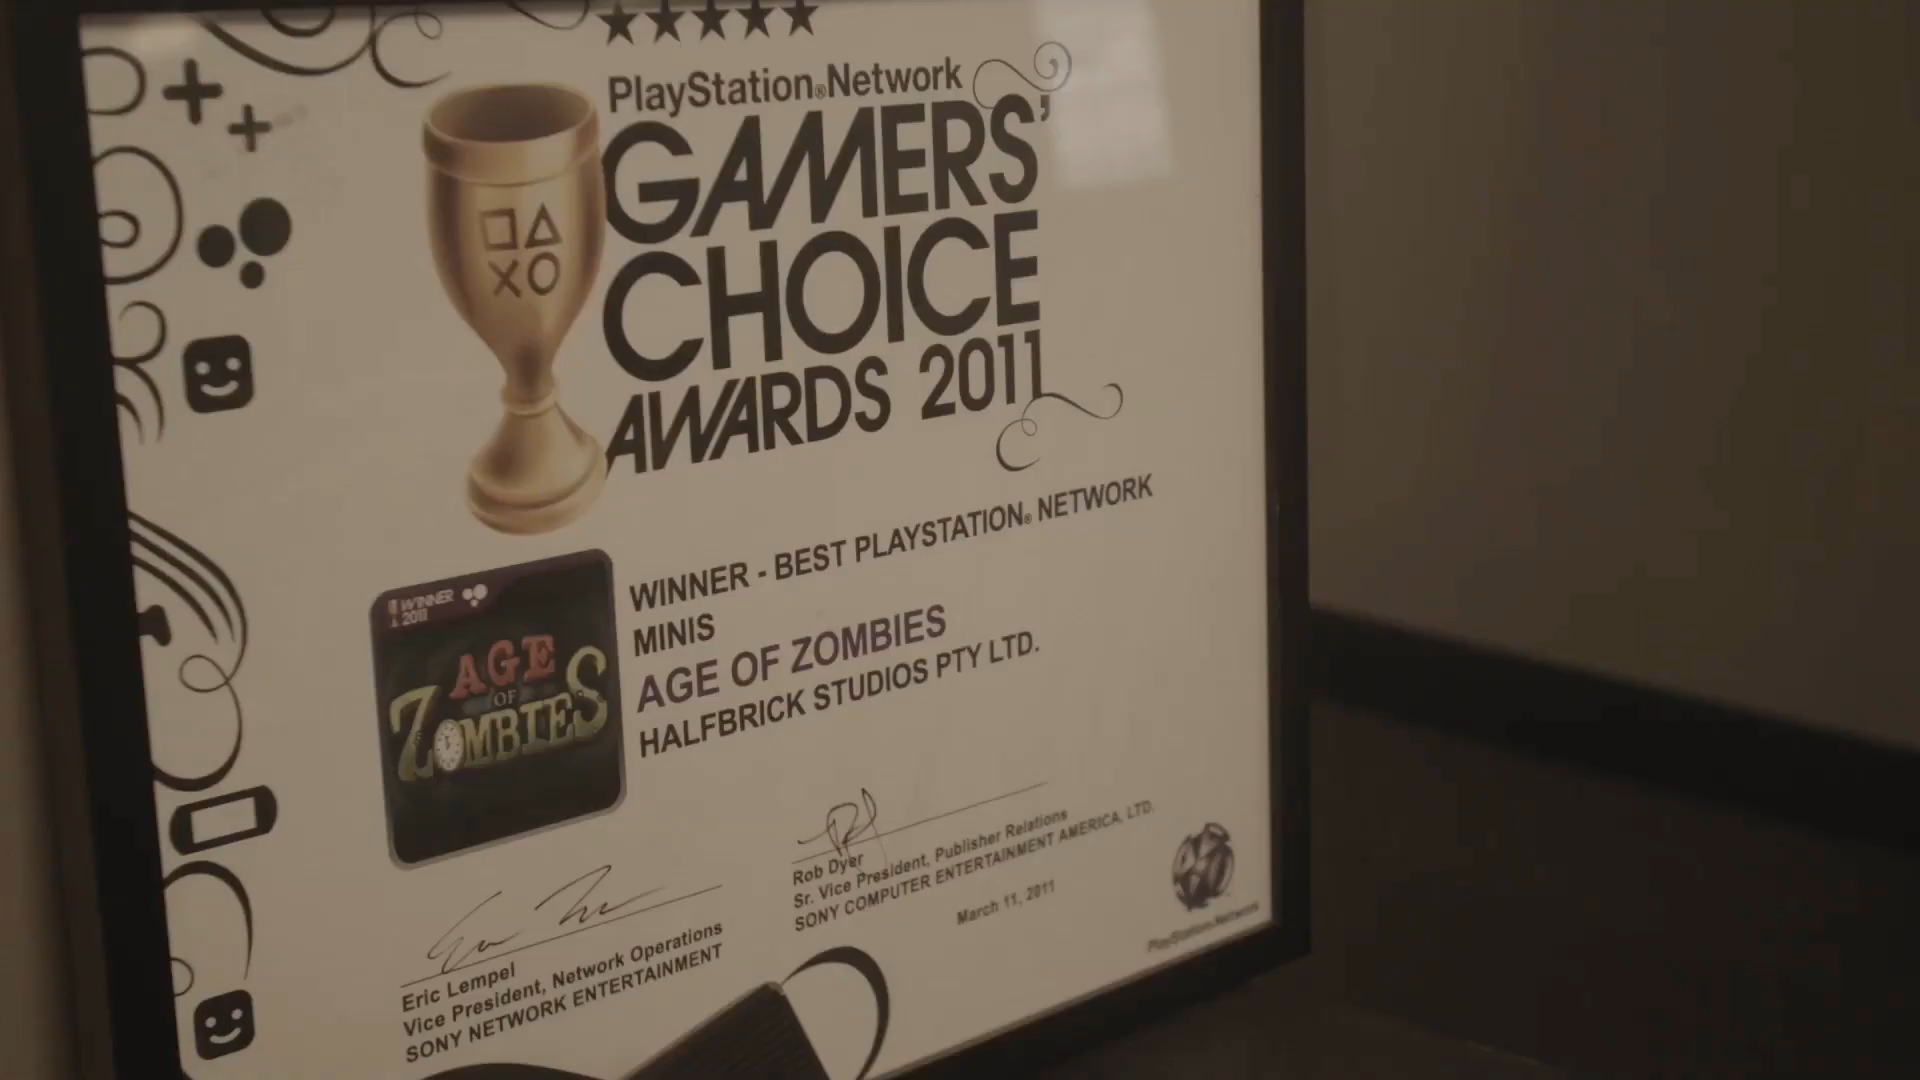 PlayStation®Network
GAMERS'
CHOICE
AWARDS 2011
WINNER - BEST PLAYSTATION® NETWORK
MINIS
AGE OF ZOMBIES
HALFBRICK STUDIOS PTY LTD.
WINNER
2011
AGE
OF
ZOMBIES
Rob Dyer
Sr. Vice President, Publisher Relations
SONY COMPUTER ENTERTAINMENT AMERICA, LTD.
March 11, 2011
Eric Lempel
Vice President, Network Operations
SONY NETWORK ENTERTAINMENT
PlayStation®Network